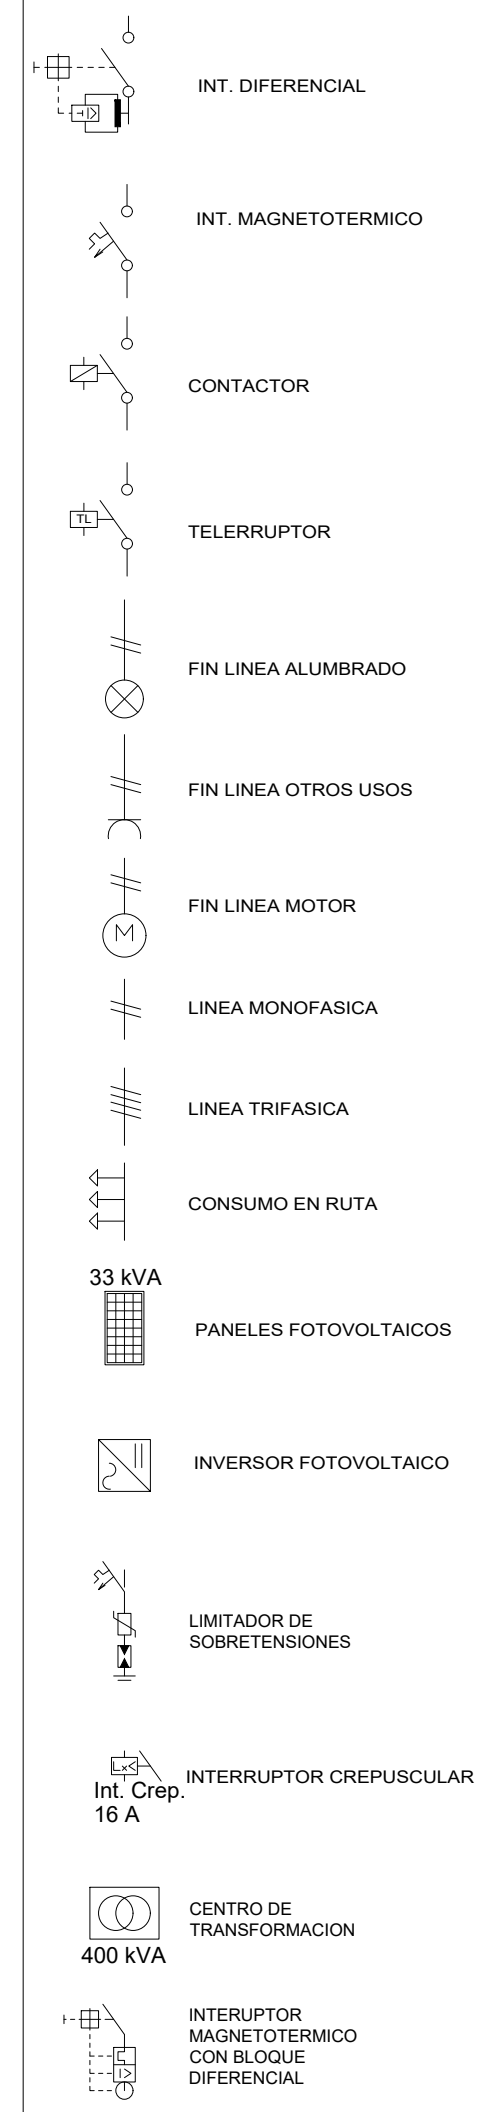 INT. DIFERENCIAL
I>
INT. MAGNETOTERMICO
CONTACTOR
TL
TELERRUPTOR
FIN LINEA ALUMBRADO
FIN LINEA OTROS USOS
M
FIN LINEA MOTOR
LINEA MONOFASICA
LINEA TRIFASICA
CONSUMO EN RUTA
33 kVA
PANELES FOTOVOLTAICOS
INVERSOR FOTOVOLTAICO
LIMITADOR DE
SOBRETENSIONES
Lx<
INTERRUPTOR CREPUSCULAR
Int. Crep.
16 A
CENTRO DE
TRANSFORMACION
400 kVA
INTERUPTOR
MAGNETOTERMICO
CON BLOQUE
DIFERENCIAL
I>